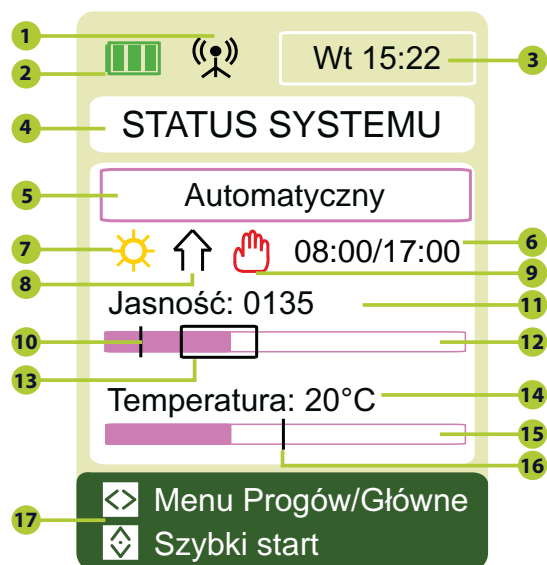 1
2
Wt 15:22
3
4
STATUS SYSTEMU
5
Automatyczny
6
7
08:00/17:00
8
9
Jasność: 0135
11
10
12
13
Temperatura: 20°C
14
15
16
17
Menu Progów/Główne
Szybki start